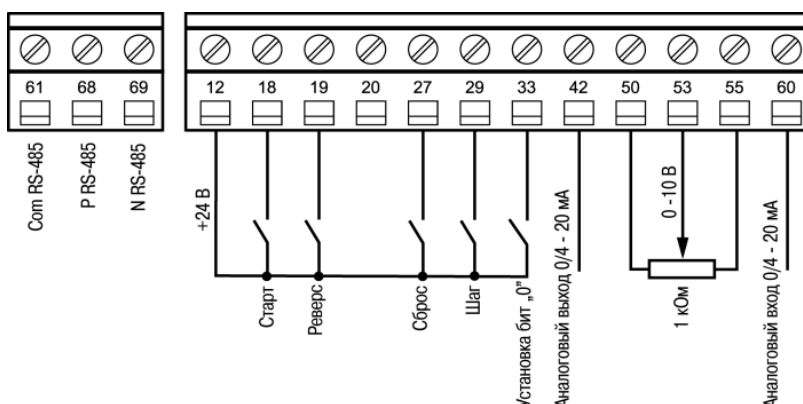 61 68 69
12 18 19 20 27 29 33 42 50 53 55 60
Com RS-485
P RS-485
N RS-485
+24 В
Старт
Реверс
Сброс
Шаг
Установка бит „0”
Аналоговый выход 0/4 - 20 мА
0 -10 В
1 кОм
Аналоговый вход 0/4 - 20 мА